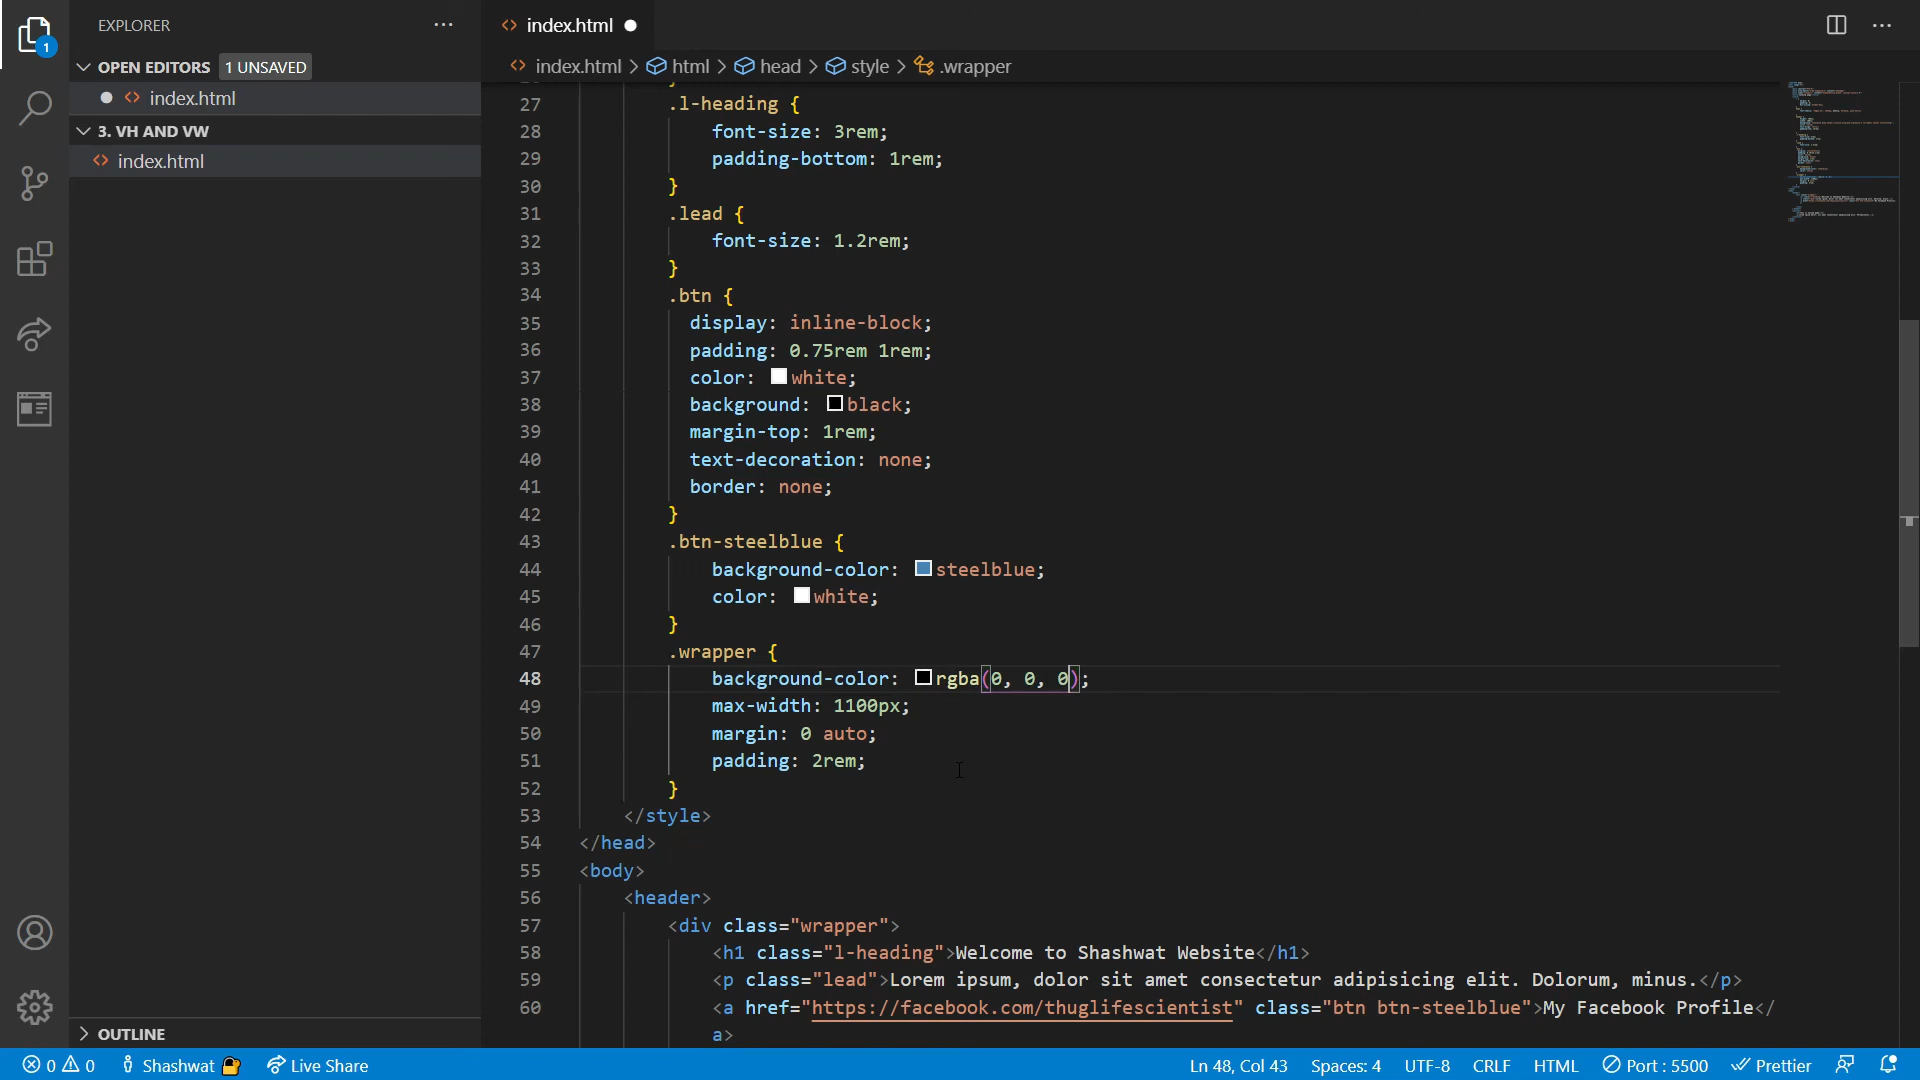 EXPLORER
OPEN EDITORS 1 UNSAVED
index.html
3. VH AND VW
index.html
OUTLINE
1
index.html
index.html > html > head > style > .wrapper
27 .l-heading {
28 font-size: 3rem;
29 padding-bottom: 1rem;
30 }
31 .lead {
32 font-size: 1.2rem;
33 }
34 .btn {
35 display: inline-block;
36 padding: 0.75rem 1rem;
37 color: white;
38 background: black;
39 margin-top: 1rem;
40 text-decoration: none;
41 border: none;
42 }
43 .btn-steelblue {
44 background-color: steelblue;
45 color: white;
46 }
47 .wrapper {
48 background-color: rgba(0, 0, 0);
49 max-width: 1100px;
50 margin: 0 auto;
51 padding: 2rem;
52 }
53 </style>
54 </head>
55 <body>
56 <header>
57 <div class="wrapper">
58 <h1 class="l-heading">Welcome to Shashwat Website</h1>
59 <p class="lead">Lorem ipsum, dolor sit amet consectetur adipisicing elit. Dolorum, minus.</p>
60 <a href="https://facebook.com/thuglifescientist" class="btn btn-steelblue">My Facebook Profile</
a>
0 0 Shashwat Live Share Ln 48, Col 43 Spaces: 4 UTF-8 CRLF HTML Port : 5500 Prettier